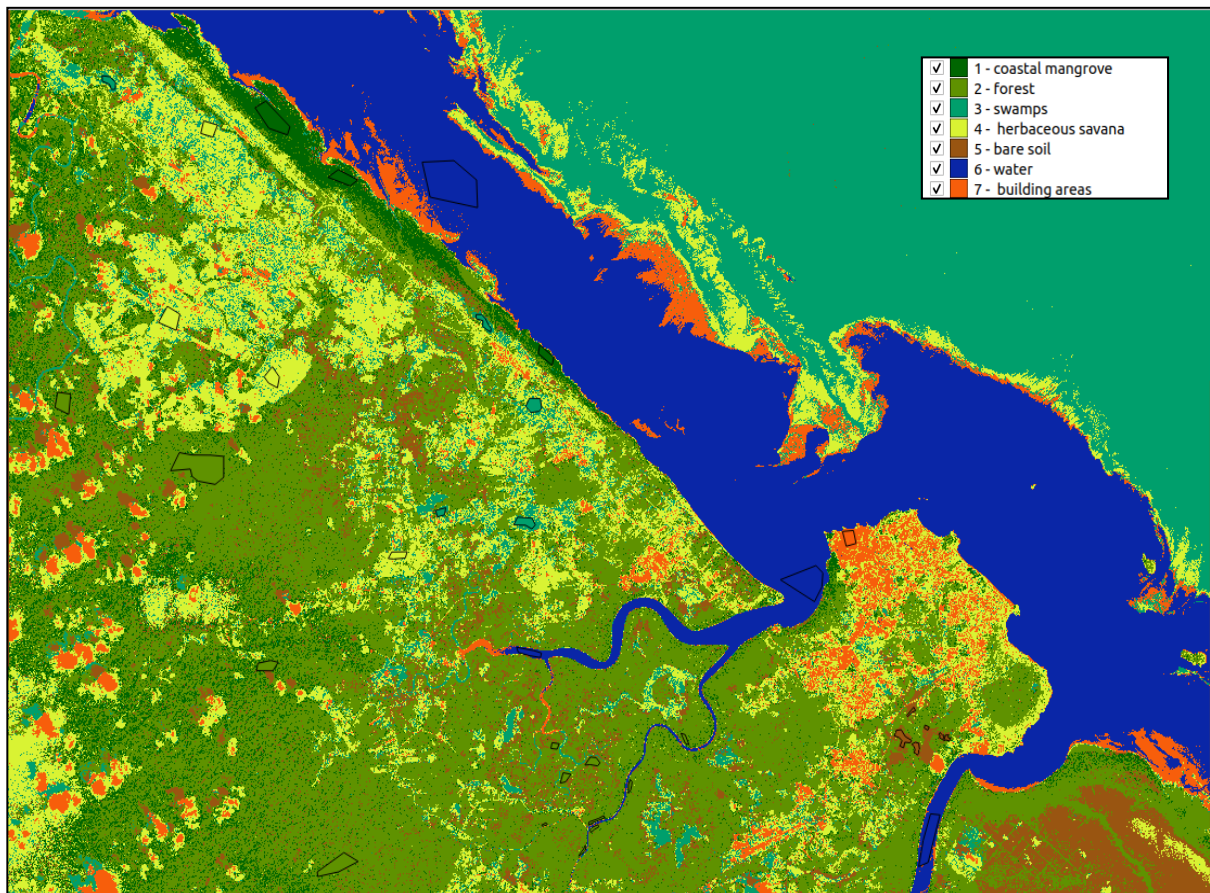 1 - coastal mangrove
2 - forest
3 - swamps
4 - herbaceous savana
5 - bare soil
6 - water
7 - building areas